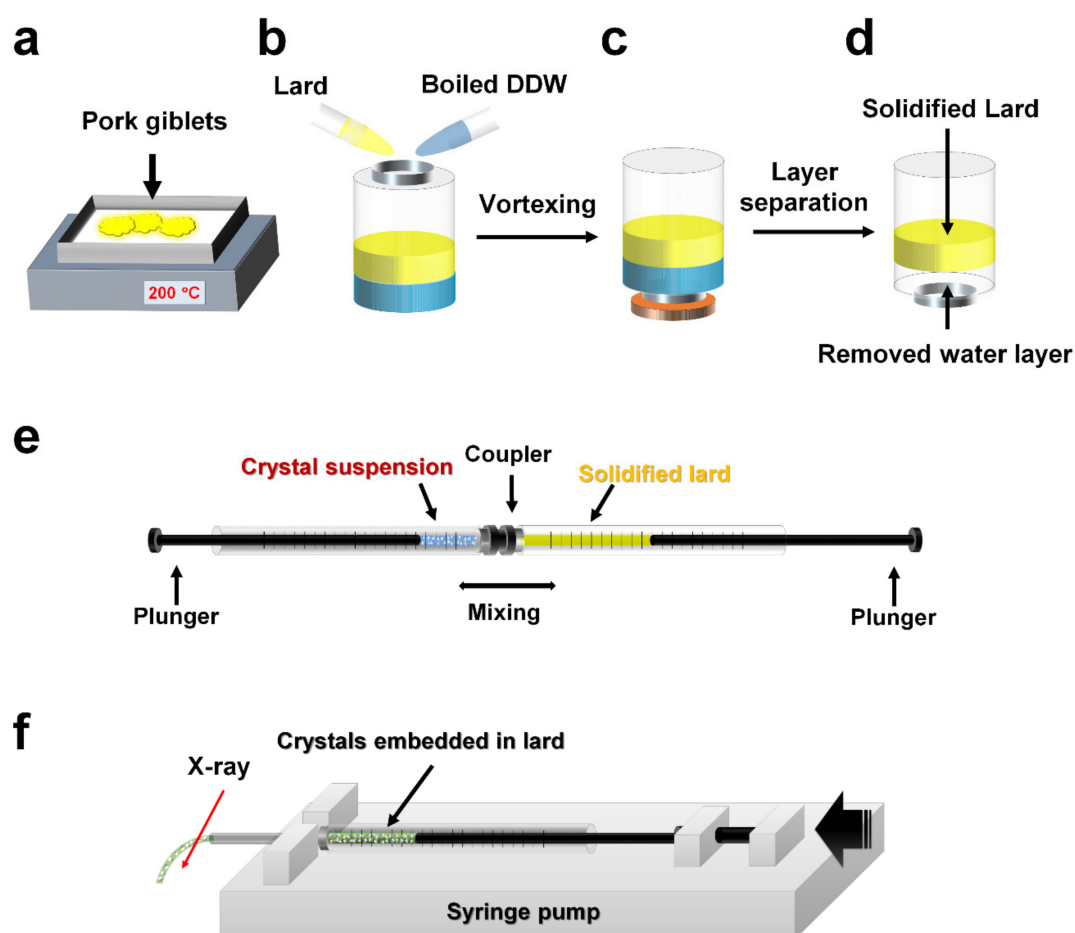 a
b
c
d
Pork giblets
200 °C
Lard
Boiled DDW
Vortexing
Layer
separation
Solidified Lard
Removed water layer
e
Crystal suspension
Coupler
Solidified lard
Plunger
Mixing
Plunger
f
Crystals embedded in lard
X-ray
Syringe pump